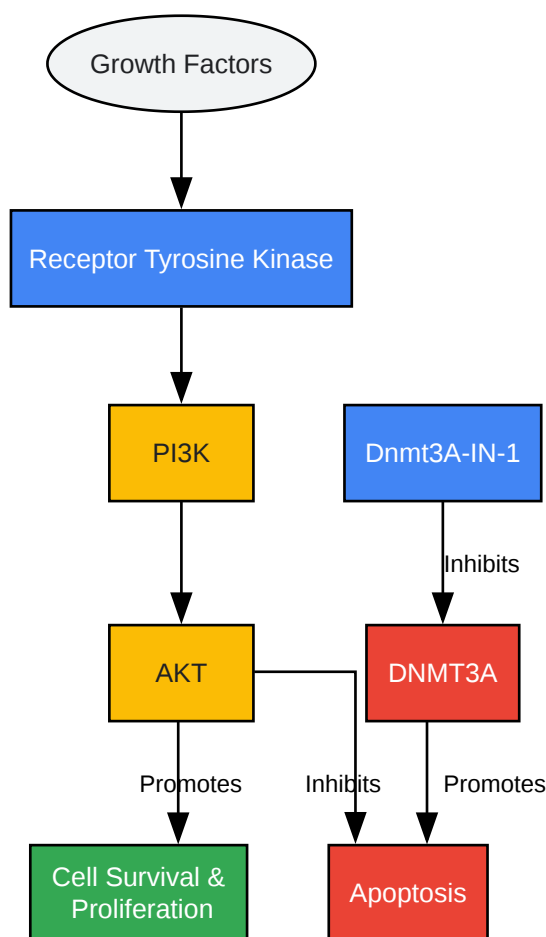 Growth Factors
Receptor Tyrosine Kinase
PI3K
Dnmt3A-IN-1
Inhibits
AKT
DNMT3A
Promotes
Inhibits
Promotes
Cell Survival &
Proliferation
Apoptosis